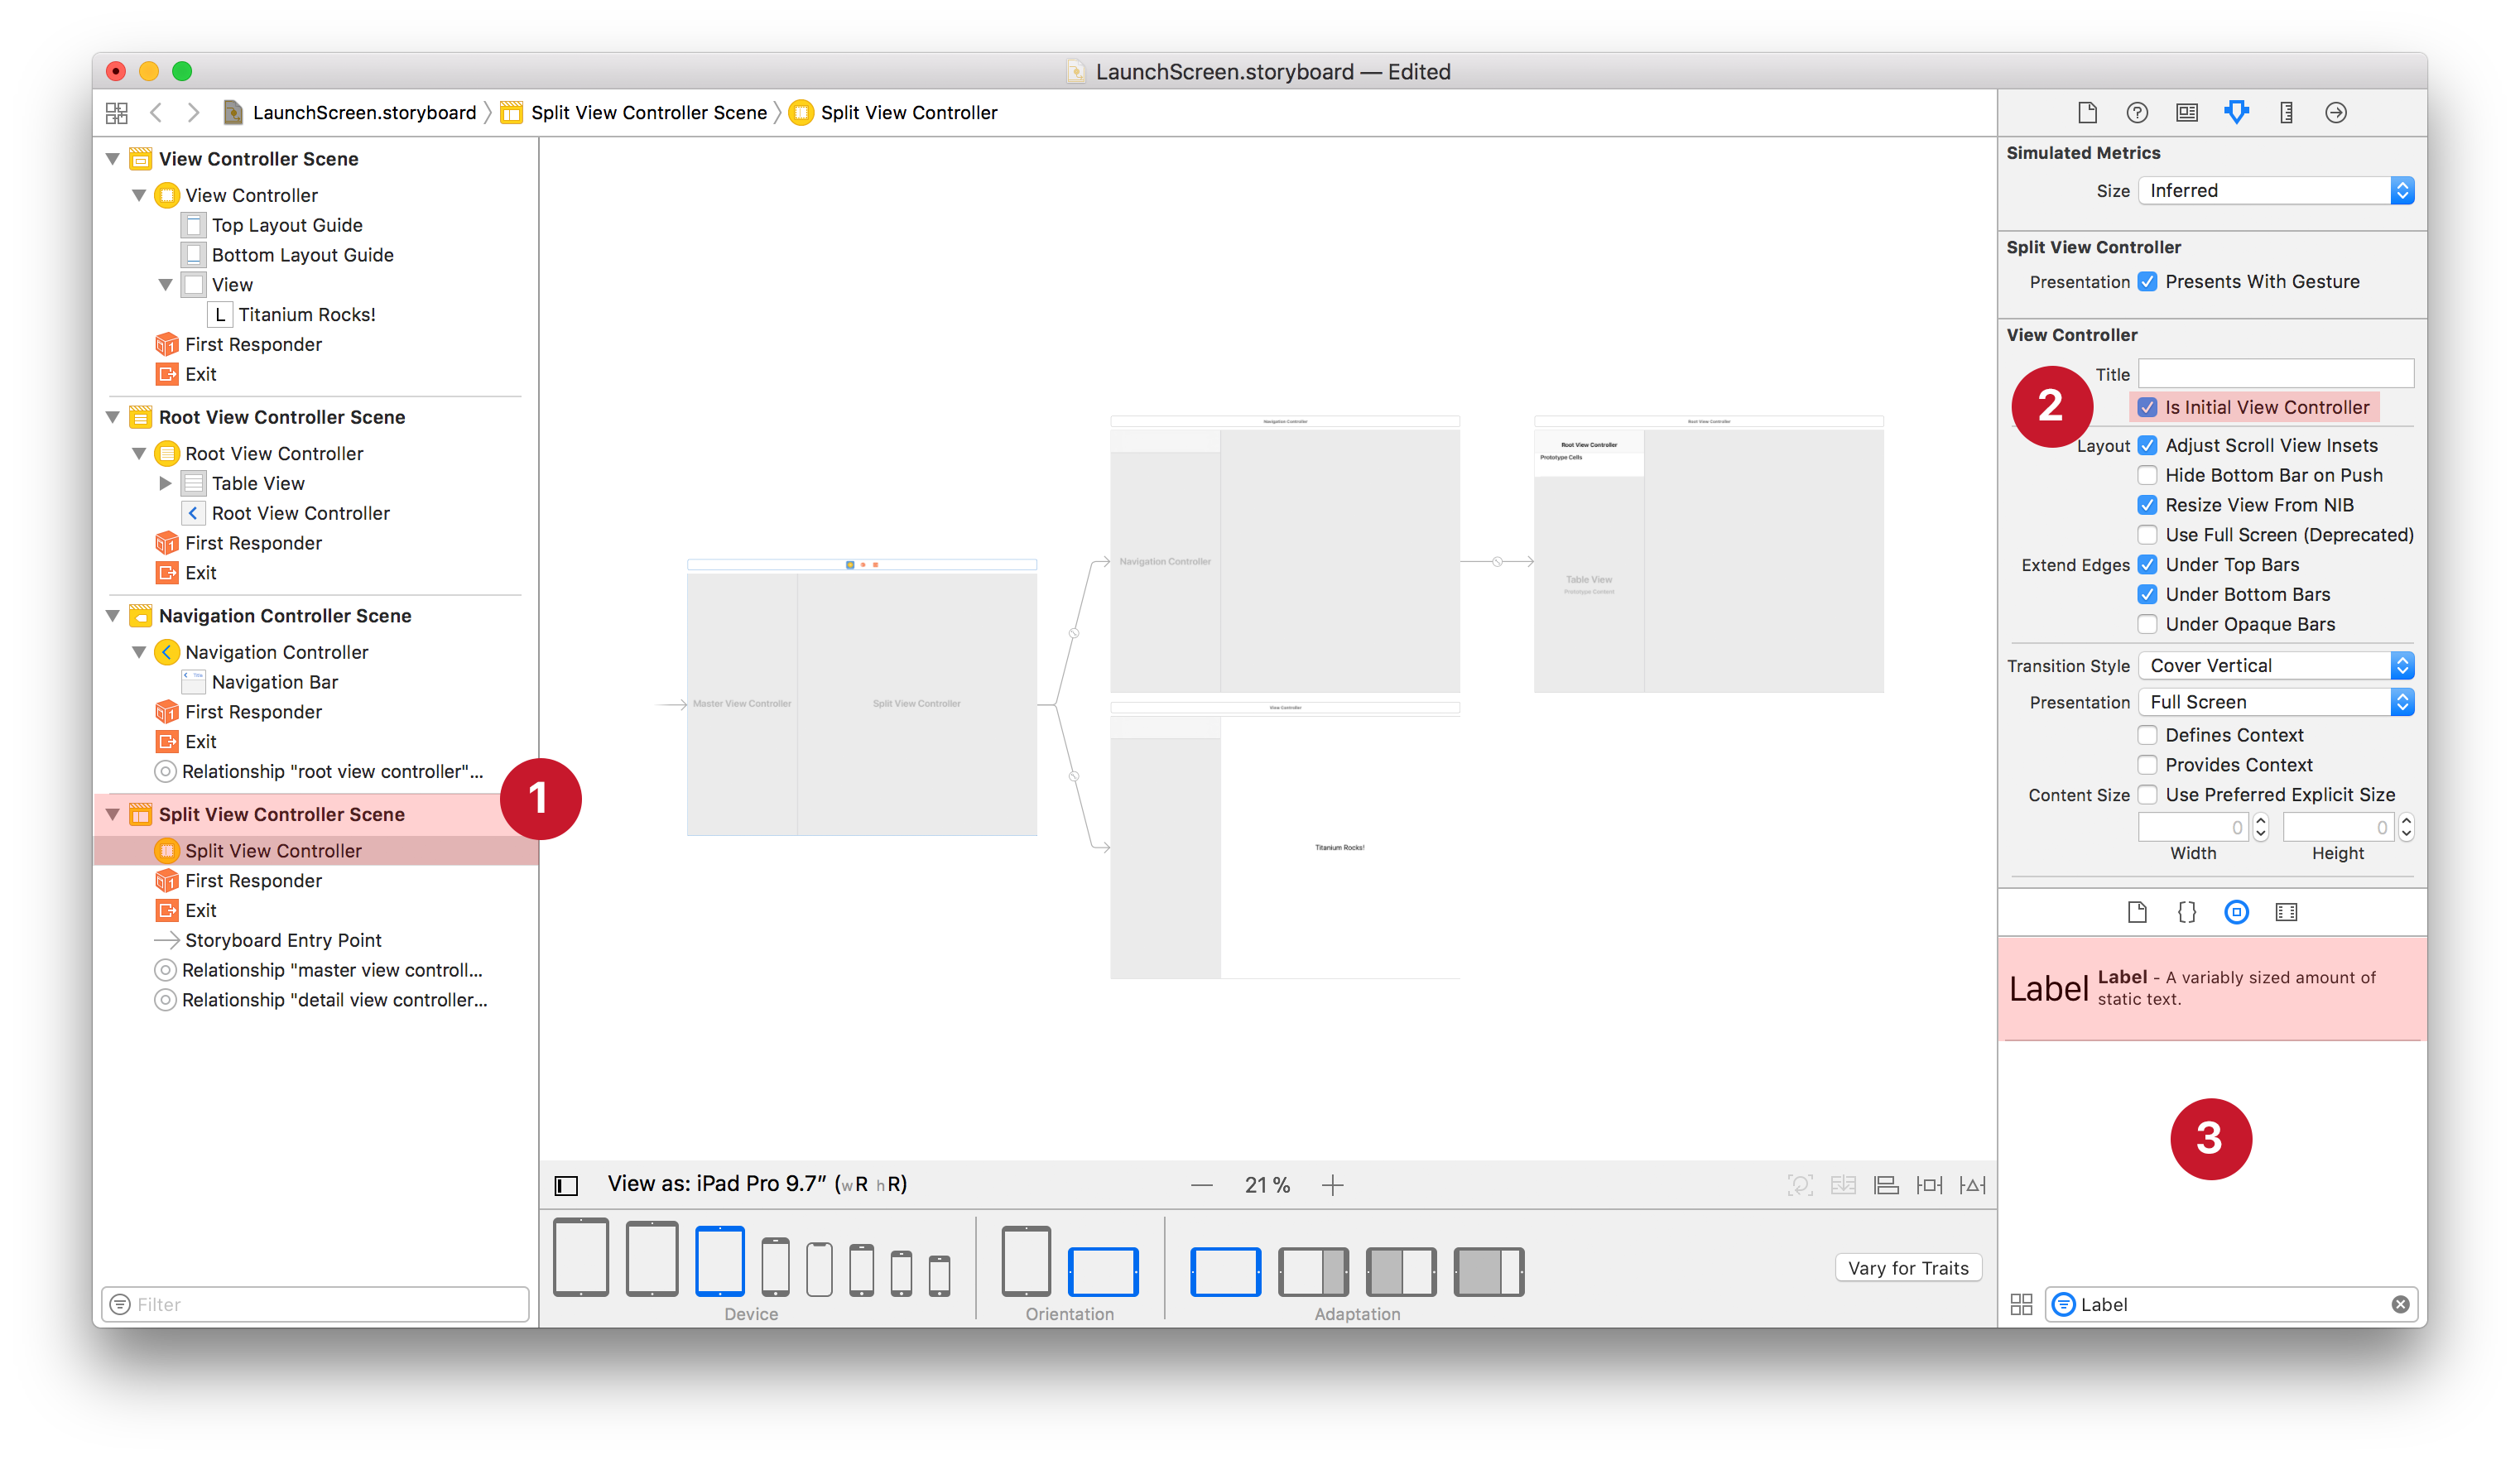 LaunchScreen.storyboard — Edited
LaunchScreen.storyboard
Split View Controller Scene
Split View Controller
View Controller Scene
View Controller
Top Layout Guide
Bottom Layout Guide
View
L Titanium Rocks!
First Responder
Exit
Root View Controller Scene
Root View Controller
Table View
Root View Controller
First Responder
Exit
Navigation Controller Scene
Navigation Controller
Navigation Bar
First Responder
Exit
Relationship "root view controller"...
1
Split View Controller Scene
Split View Controller
First Responder
Exit
Storyboard Entry Point
Relationship "master view controll...
Relationship "detail view controller...
Filter
Master View Controller
Split View Controller
Navigation Controller
Navigation Controller
Root View Controller
Root View Controller
Prototype Cells
Table View
Prototype Content
View Controller
Titanium Rocks!
View as: iPad Pro 9.7” (wR hR)
21 %
Device
Orientation
Adaptation
Vary for Traits
Simulated Metrics
Size Inferred
Split View Controller
Presentation Presents With Gesture
View Controller
2
Title
Is Initial View Controller
Layout Adjust Scroll View Insets
Hide Bottom Bar on Push
Resize View From NIB
Use Full Screen (Deprecated)
Extend Edges Under Top Bars
Under Bottom Bars
Under Opaque Bars
Transition Style Cover Vertical
Presentation Full Screen
Defines Context
Provides Context
Content Size Use Preferred Explicit Size
0 0
Width Height
{}
Label Label - A variably sized amount of
static text.
3
Label